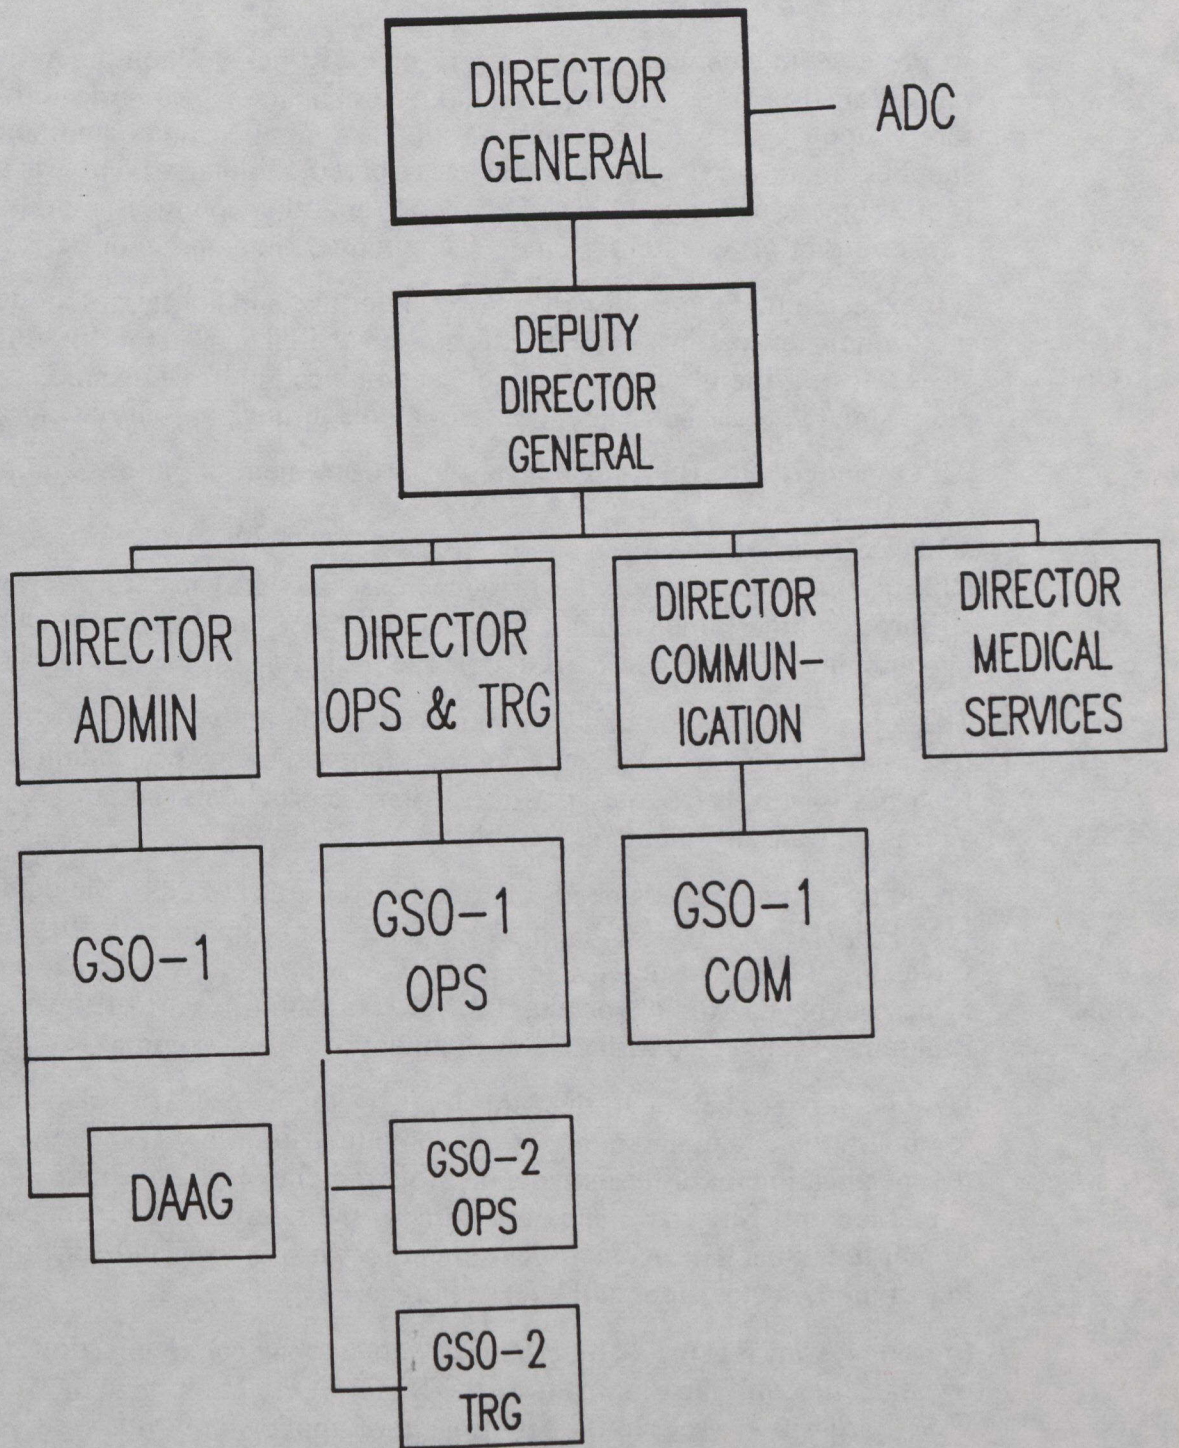 DIRECTOR
GENERAL
ADC
DEPUTY
DIRECTOR
GENERAL
DIRECTOR
ADMIN
DIRECTOR
OPS & TRG
DIRECTOR
COMMUN-
ICATION
DIRECTOR
MEDICAL
SERVICES
GSO-1
GSO-1
OPS
GSO-1
COM
DAAG
GSO-2
OPS
GSO-2
TRG